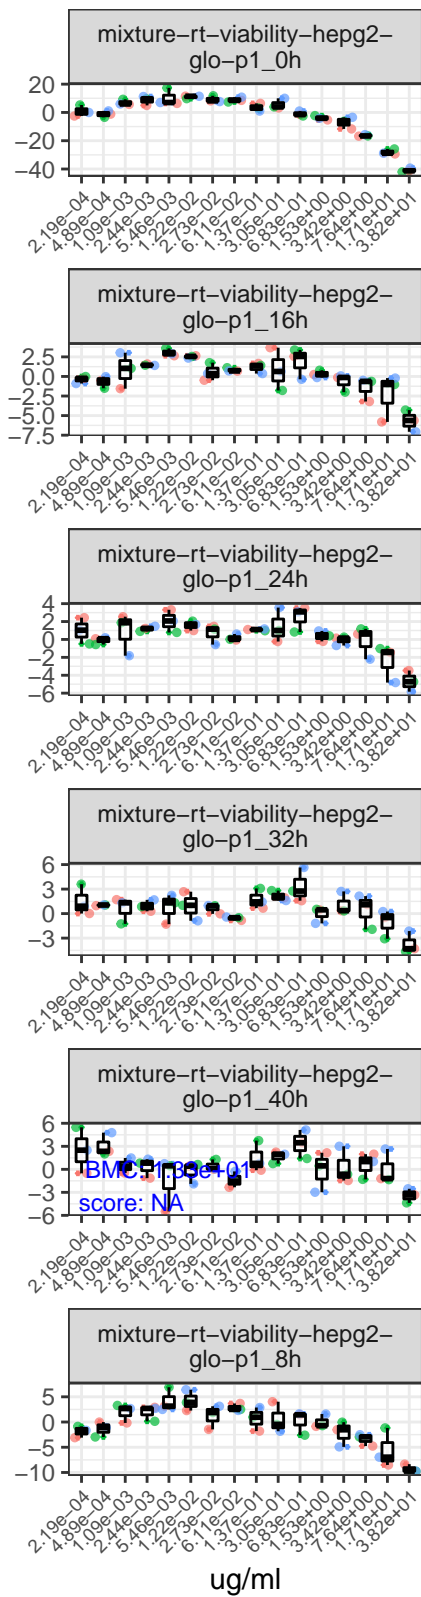 mixture−rt−viability−hepg2−
glo−p1_0h
20
0
−20
−40
2.19e−04 4.89e−04 1.09e−03 2.44e−03 5.46e−03 1.22e−02 2.73e−02 6.11e−02 1.37e−01 3.05e−01 6.83e−01 1.53e+00 3.42e+00 7.64e+00 1.71e+01 3.82e+01
mixture−rt−viability−hepg2−
glo−p1_16h
2.5
0.0
−2.5
−5.0
−7.5
2.19e−04 4.89e−04 1.09e−03 2.44e−03 5.46e−03 1.22e−02 2.73e−02 6.11e−02 1.37e−01 3.05e−01 6.83e−01 1.53e+00 3.42e+00 7.64e+00 1.71e+01 3.82e+01
mixture−rt−viability−hepg2−
glo−p1_24h
4
2
0
−2
−4
−6
2.19e−04 4.89e−04 1.09e−03 2.44e−03 5.46e−03 1.22e−02 2.73e−02 6.11e−02 1.37e−01 3.05e−01 6.83e−01 1.53e+00 3.42e+00 7.64e+00 1.71e+01 3.82e+01
mixture−rt−viability−hepg2−
glo−p1_32h
6
3
0
−3
2.19e−04 4.89e−04 1.09e−03 2.44e−03 5.46e−03 1.22e−02 2.73e−02 6.11e−02 1.37e−01 3.05e−01 6.83e−01 1.53e+00 3.42e+00 7.64e+00 1.71e+01 3.82e+01
mixture−rt−viability−hepg2−
glo−p1_40h
6
3
0
−3
−6
BMC:
score: NA
2.19e−04 4.89e−04 1.09e−03 2.44e−03 5.46e−03 1.22e−02 2.73e−02 6.11e−02 1.37e−01 3.05e−01 6.83e−01 1.53e+00 3.42e+00 7.64e+00 1.71e+01 3.82e+01
mixture−rt−viability−hepg2−
glo−p1_8h
5
0
−5
−10
2.19e−04 4.89e−04 1.09e−03 2.44e−03 5.46e−03 1.22e−02 2.73e−02 6.11e−02 1.37e−01 3.05e−01 6.83e−01 1.53e+00 3.42e+00 7.64e+00 1.71e+01 3.82e+01
ug/ml